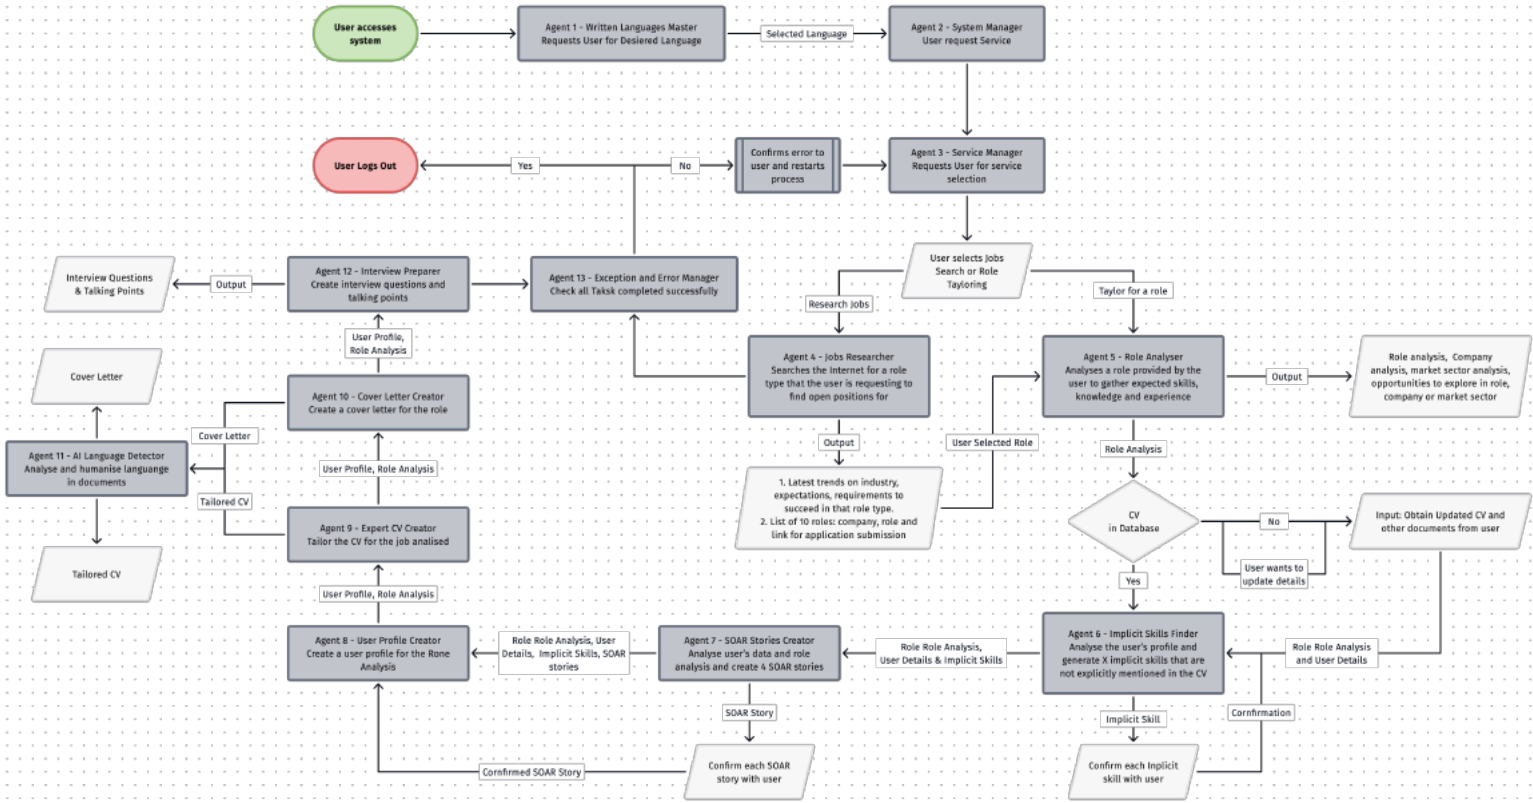 User accesses
system
Agent 1 - Written Languages Master
Requests User for Desiered Language
Selected Language
Agent 2 - System Manager
User request Service
User Logs Out
Yes
No
Confirms error to
user and restarts
process
Agent 3 - Service Manager
Requests User for service
selection
User selects Jobs
Search or Role
Tayloring
Interview Questions
& Talking Points
Output
Agent 12 - Interview Preparer
Create interview questions and
talking points
Agent 13 - Exception and Error Manager
Check all Taksk completed successfully
Research Jobs
Taylor for a role
User Profile,
Role Analysis
Cover Letter
Agent 10 - Cover Letter Creator
Create a cover letter for the role
Agent 4 - Jobs Researcher
Searches the Internet for a role
type that the user is requesting to
find open positions for
Agent 5 - Role Analyser
Analyses a role provided by the
user to gather expected skills,
knowledge and experience
Output
Role analysis, Company
analysis, market sector analysis,
opportunities to explore in role,
company or market sector
Cover Letter
Output
User Selected Role
Role Analysis
Agent 11 - AI Language Detector
Analyse and humanise languange
in documents
User Profile, Role Analysis
Tailored CV
1. Latest trends on industry,
expectations, requirements to
succeed in that role type.
2. List of 10 roles: company, role and
link for application submission
CV
in Database
No
Input: Obtain Updated CV and
other documents from user
Agent 9 - Expert CV Creator
Tailor the CV for the job analised
Tailored CV
User wants to
update details
Yes
User Profile, Role Analysis
Agent 8 - User Profile Creator
Create a user profile for the Rone
Analysis
Role Role Analysis, User
Details, Implicit Skills, SOAR
stories
Agent 7 - SOAR Stories Creator
Analyse user's data and role
analysis and create 4 SOAR stories
Role Role Analysis,
User Details & Implicit Skills
Agent 6 - Implicit Skills Finder
Analyse the user's profile and
generate X implicit skills that are
not explicitly mentioned in the CV
Role Role Analysis
and User Details
SOAR Story
Implicit Skill
Cornfirmation
Cornfirmed SOAR Story
Confirm each SOAR
story with user
Confirm each Inplicit
skill with user